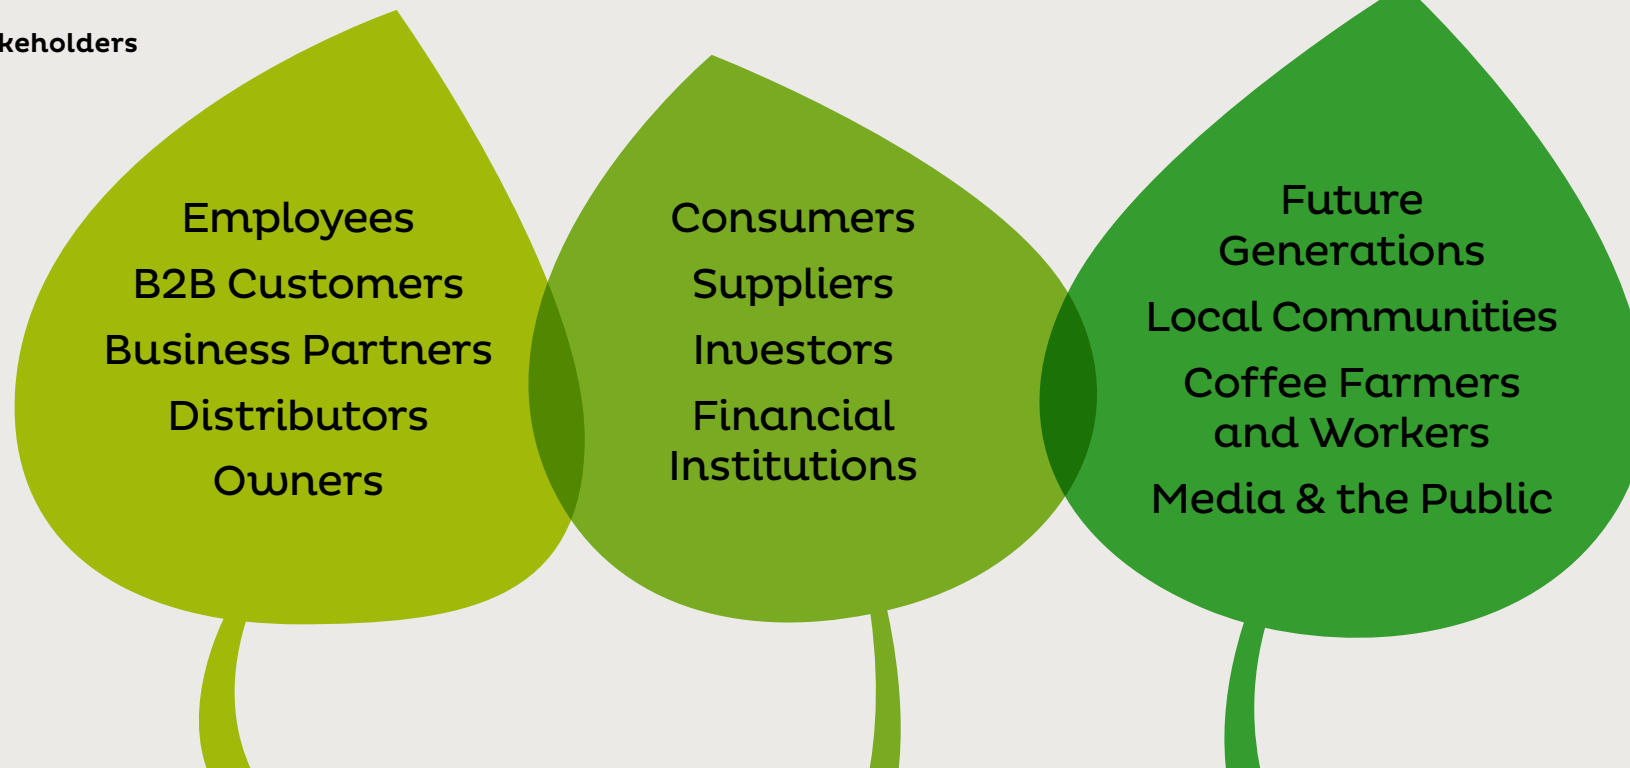 keholders
Employees
B2B Customers
Business Partners
Distributors
Owners
Consumers
Suppliers
Investors
Financial
Institutions
Future
Generations
Local Communities
Coffee Farmers
and Workers
Media & the Public